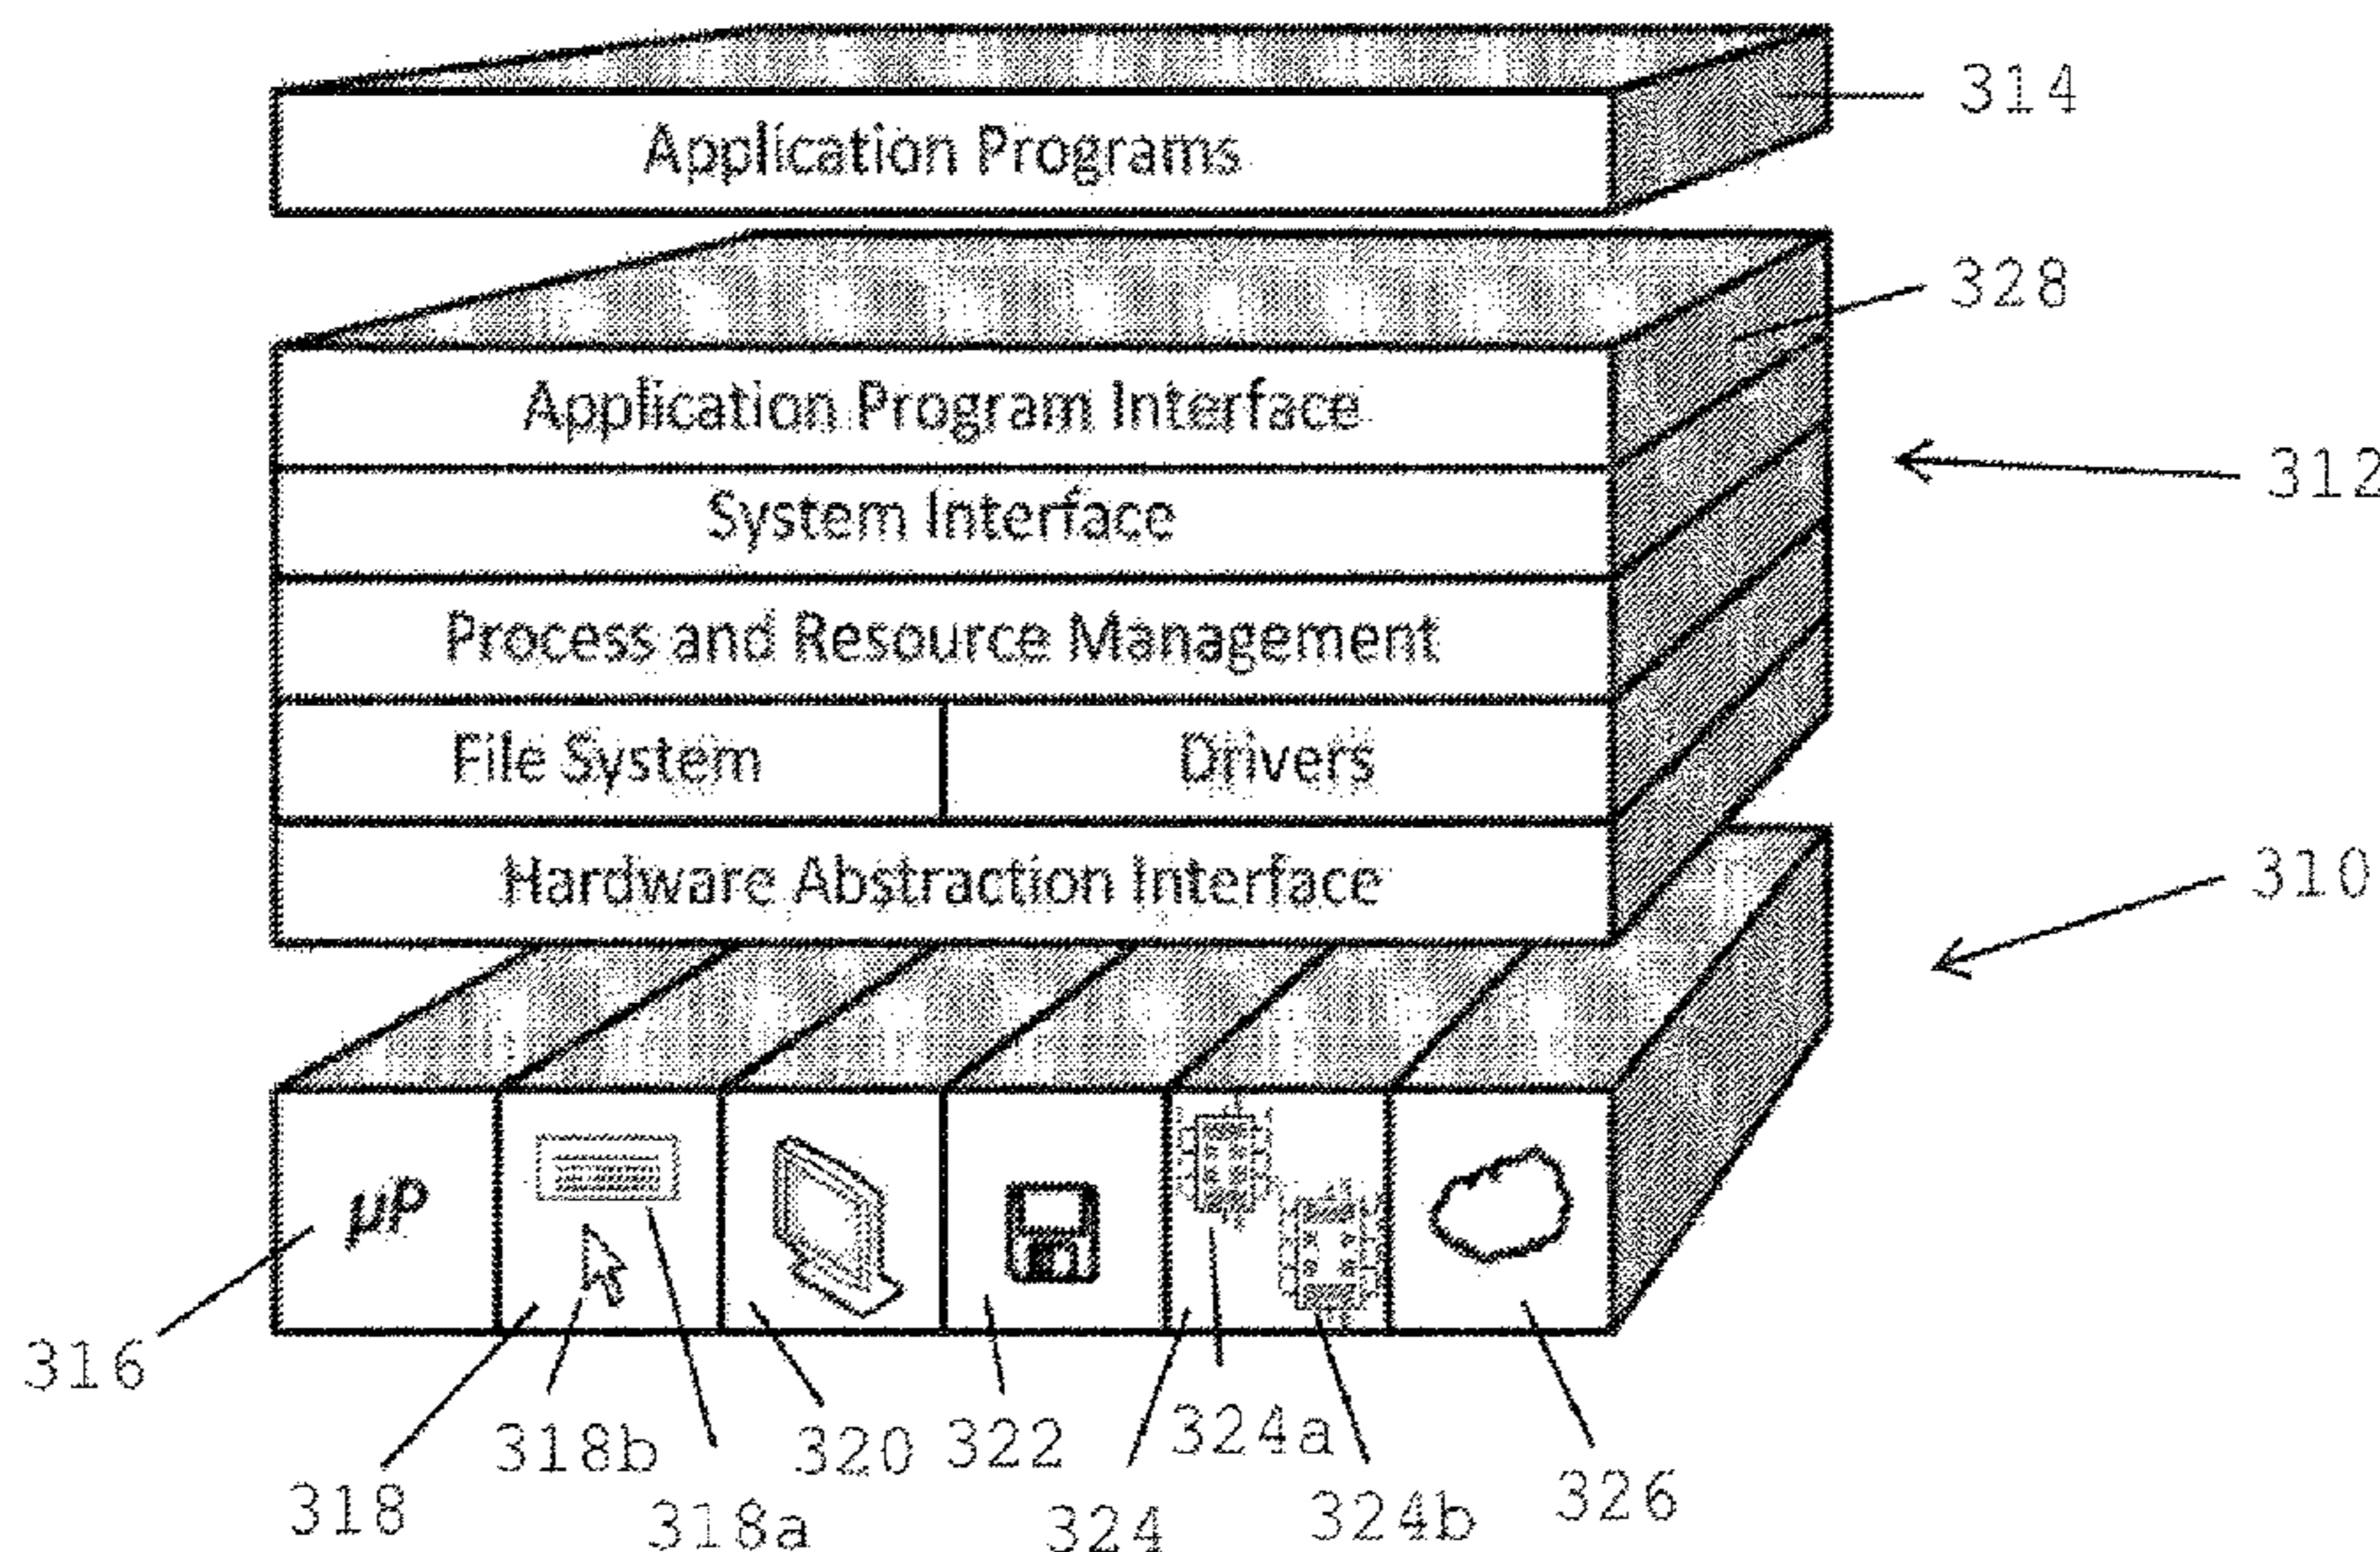 314
Application Programs
328
Application Program Interface
312
System Interface
Process and Resource Management
File System
Drivers
310
Hardware Abstraction Interface
μP
316
318b
320
322
324a
318
318a
324
324b
326